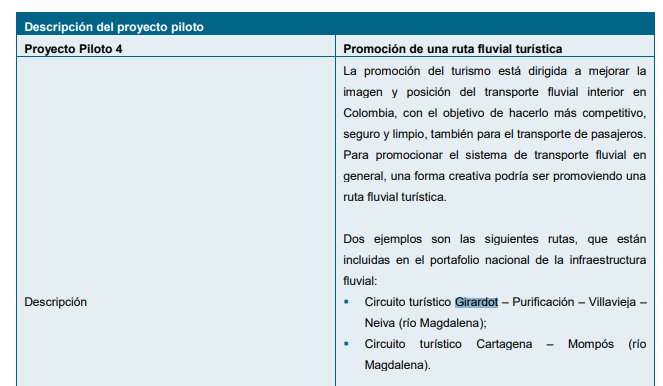 Descripción del proyecto piloto
Proyecto Piloto 4
Promoción de una ruta fluvial turística
La promoción del turismo está dirigida a mejorar la
imagen y posición del transporte fluvial interior en
Colombia, con el objetivo de hacerlo más competitivo,
seguro y limpio, también para el transporte de pasajeros.
Para promocionar el sistema de transporte fluvial en
general, una forma creativa podría ser promoviendo una
ruta fluvial turística.
Dos ejemplos son las siguientes rutas, que están
incluidas en el portafolio nacional de la infraestructura
fluvial:
Descripción
▪ Circuito turístico Girardot – Purificación – Villavieja –
Neiva (río Magdalena);
▪ Circuito turístico Cartagena – Mompós (río
Magdalena).